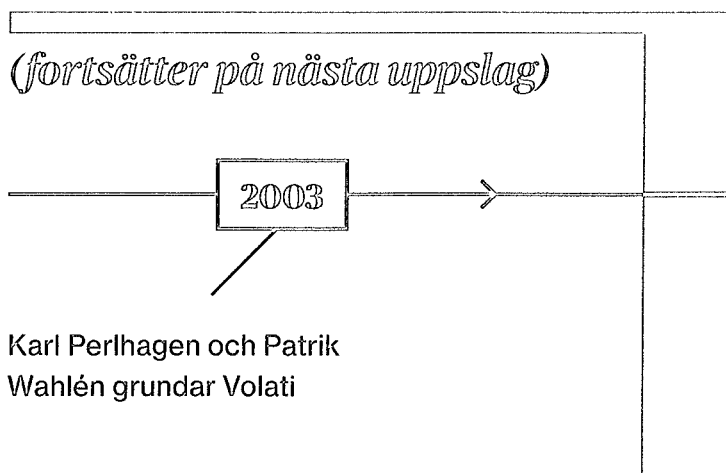 (fortsätter på nästa uppslag)
2003
Karl Perlhagen och Patrik
Wahlén grundar Volati